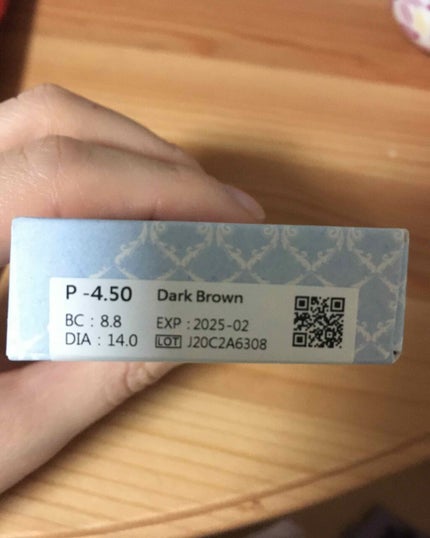 P -4.50 Dark Brown
BC : 8.8 EXP : 2025-02
DIA : 14.0 LOT J20C2A6308